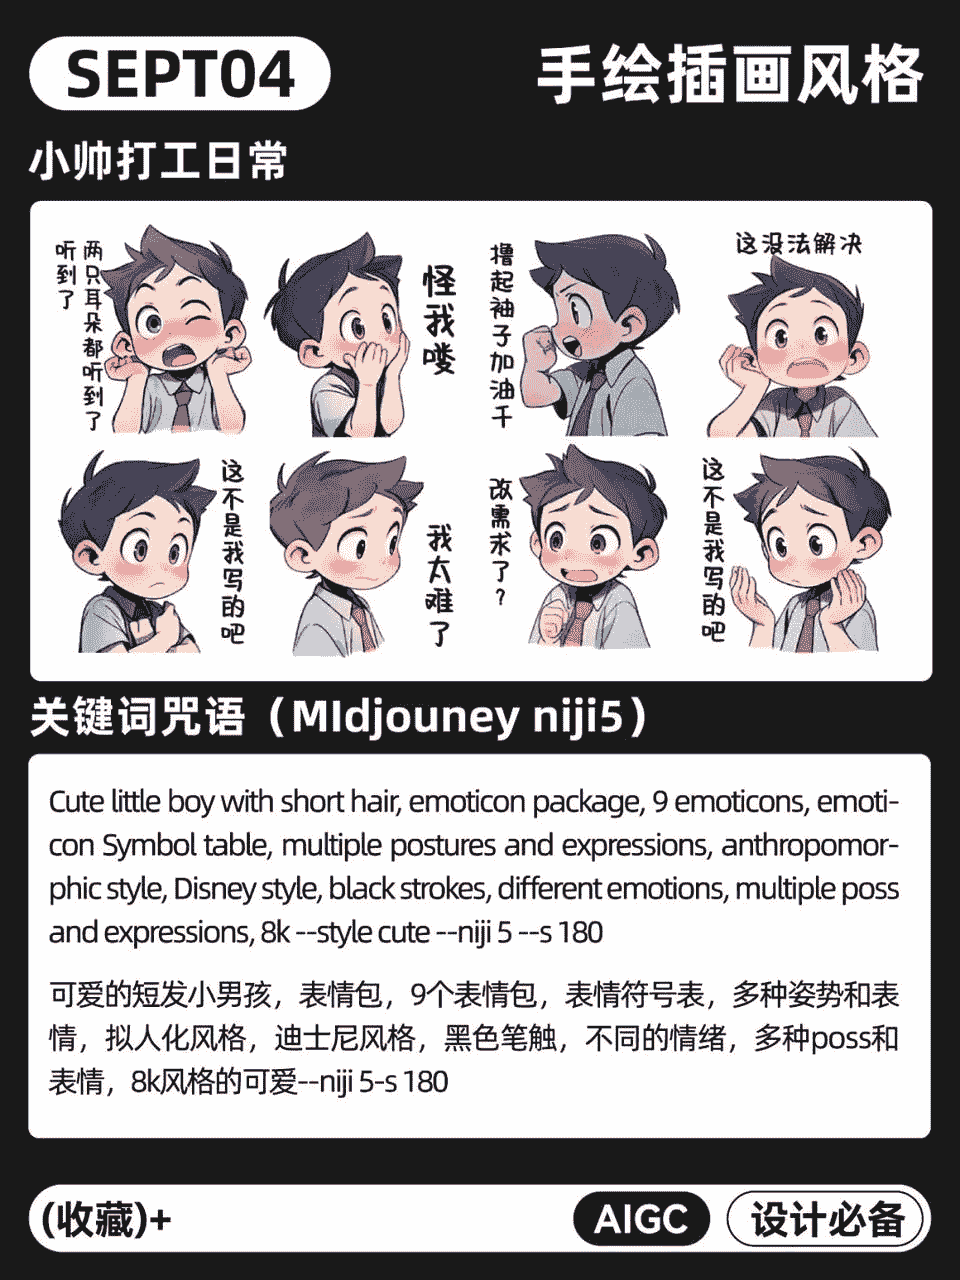 SEPT04
手绘插画风格
小帅打工日常
听到了
两只耳朵都听到了
怪我喽
撸起袖子加油干
这没法解决
这不是我写的吧
我太难了
改需求了?
这不是我写的吧
关键词咒语（MIdjouney niji5）
Cute little boy with short hair, emoticon package, 9 emoticons, emoti-
con Symbol table, multiple postures and expressions, anthropomor-
phic style, Disney style, black strokes, different emotions, multiple poss
and expressions, 8k --style cute --niji 5 --s 180
可爱的短发小男孩，表情包，9个表情包，表情符号表，多种姿势和表
情，拟人化风格，迪士尼风格，黑色笔触，不同的情绪，多种poss和
表情，8k风格的可爱--niji 5-s 180
(收藏)+
AIGC
设计必备